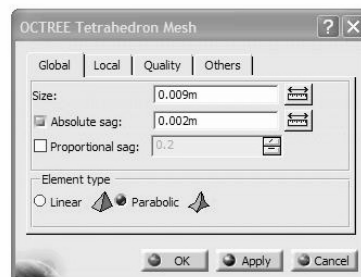 OCTREE Tetrahedron Mesh ? X
Global Local Quality Others
Size: 0.009m
Absolute sag: 0.002m
Proportional sag: 0.2
Element type
Linear Parabolic
OK Apply Cancel